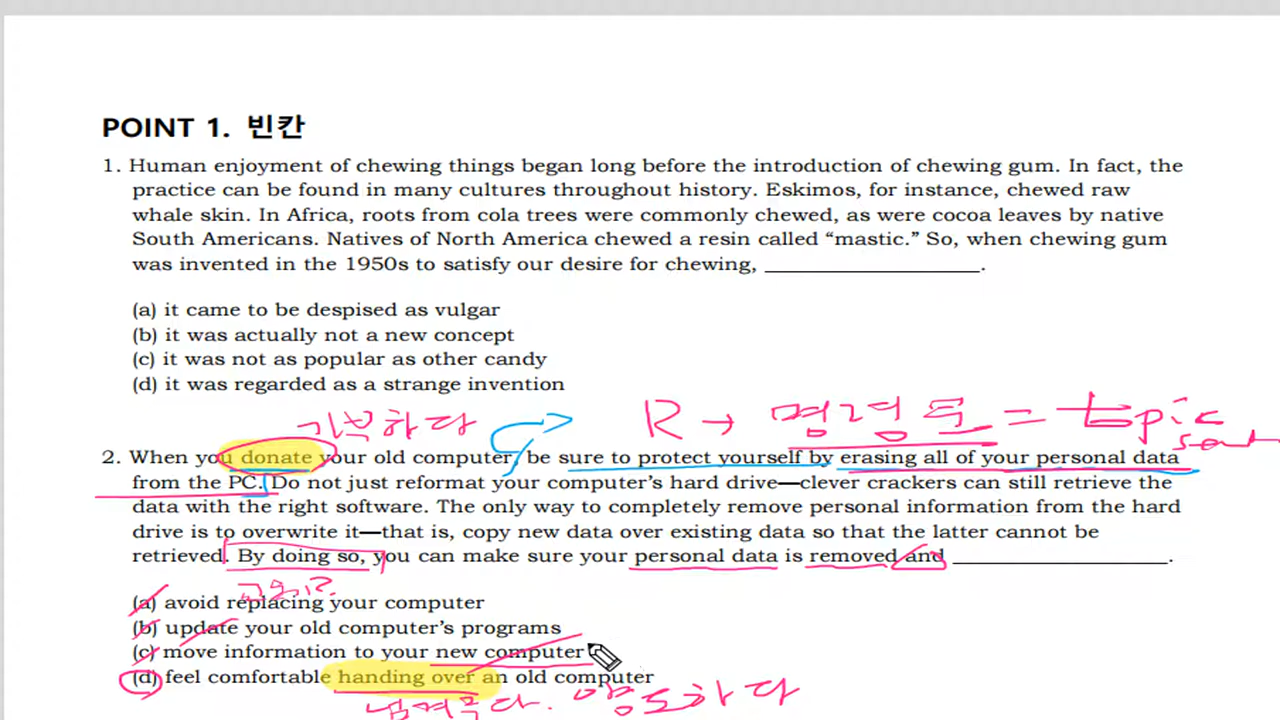 POINT 1. 빈칸
1. Human enjoyment of chewing things began long before the introduction of chewing gum. In fact, the
practice can be found in many cultures throughout history. Eskimos, for instance, chewed raw
whale skin. In Africa, roots from cola trees were commonly chewed, as were cocoa leaves by native
South Americans. Natives of North America chewed a resin called “mastic.” So, when chewing gum
was invented in the 1950s to satisfy our desire for chewing, ____________________.
(a) it came to be despised as vulgar
(b) it was actually not a new concept
(c) it was not as popular as other candy
(d) it was regarded as a strange invention
기부하다
R → 명령문 = topic
2. When you donate your old computer, be sure to protect yourself by erasing all of your personal data
from the PC. Do not just reformat your computer’s hard drive—clever crackers can still retrieve the
data with the right software. The only way to completely remove personal information from the hard
drive is to overwrite it—that is, copy new data over existing data so that the latter cannot be
retrieved. By doing so, you can make sure your personal data is removed and ____________________.
(a) avoid replacing your computer
(b) update your old computer’s programs
(c) move information to your new computer
(d) feel comfortable handing over an old computer
넘겨주다. 양도하다